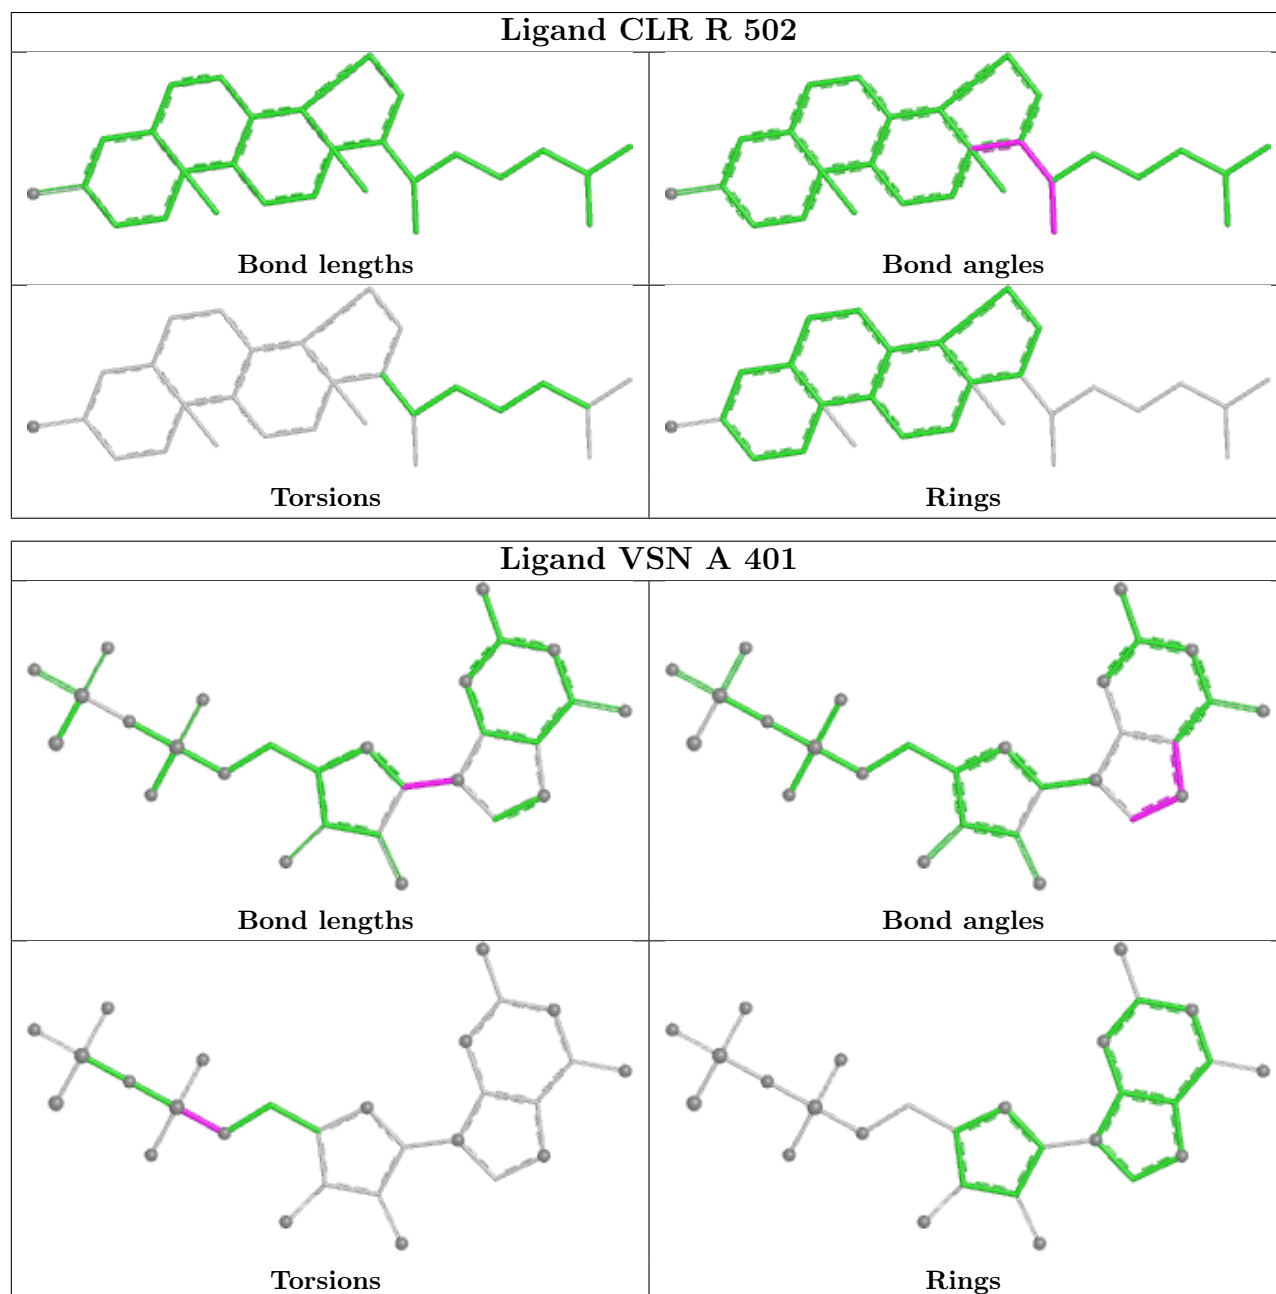 Ligand CLR R 502
Bond lengths
Bond angles
Torsions
Rings
Ligand VSN A 401
Bond lengths
Bond angles
Torsions
Rings